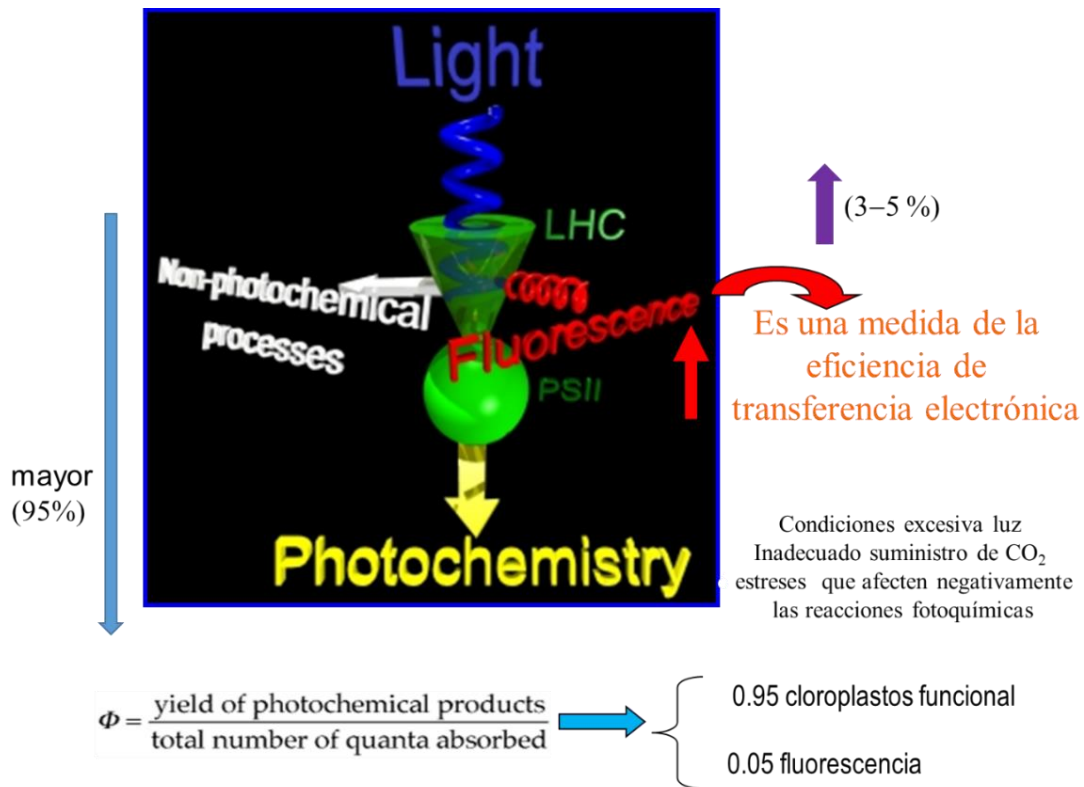 Light
LHC
(3–5 %)
Non-photochemical
processes
Fluorescence
PSII
Es una medida de la
eficiencia de
transferencia electrónica
mayor
(95%)
Photochemistry
Condiciones excesiva luz
Inadecuado suministro de CO₂
estreses que afecten negativamente
las reacciones fotoquímicas
Φ = yield of photochemical products
total number of quanta absorbed
0.95 cloroplastos funcional
0.05 fluorescencia